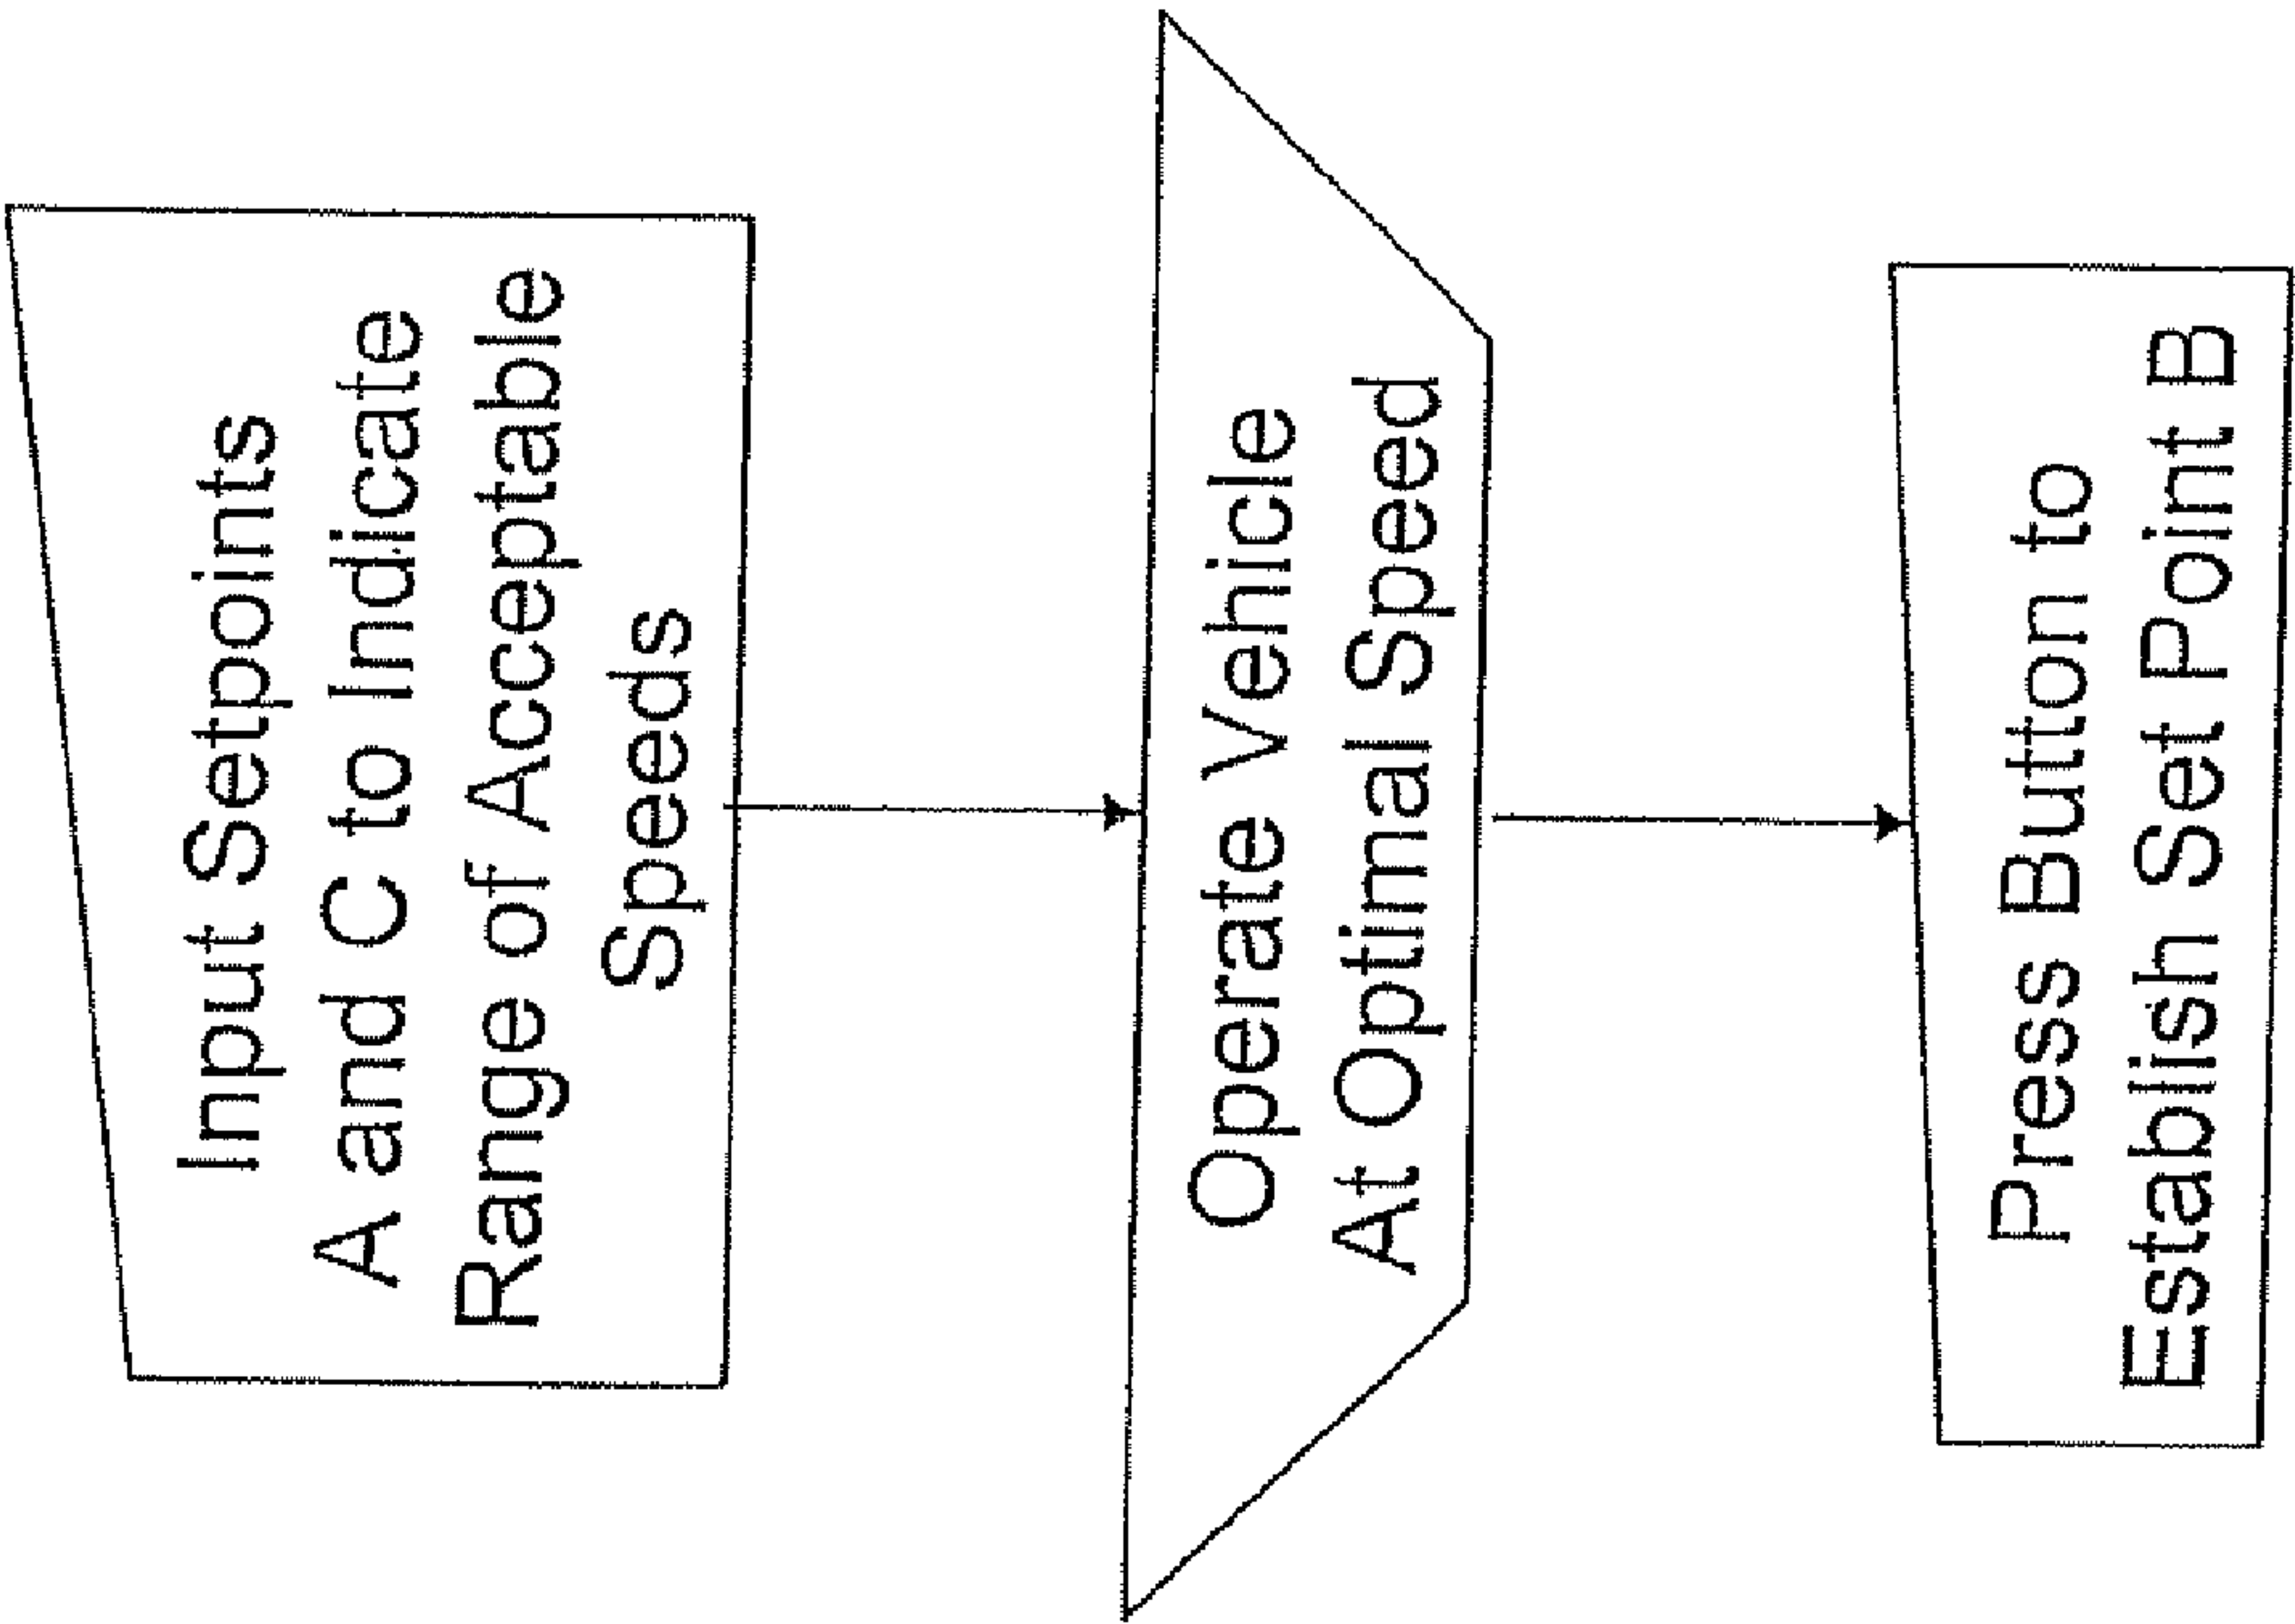 Input Setpoints
A and C to Indicate
Range of Acceptable
Speeds
Operate Vehicle
At Optimal Speed
Press Button to
Establish Set Point B